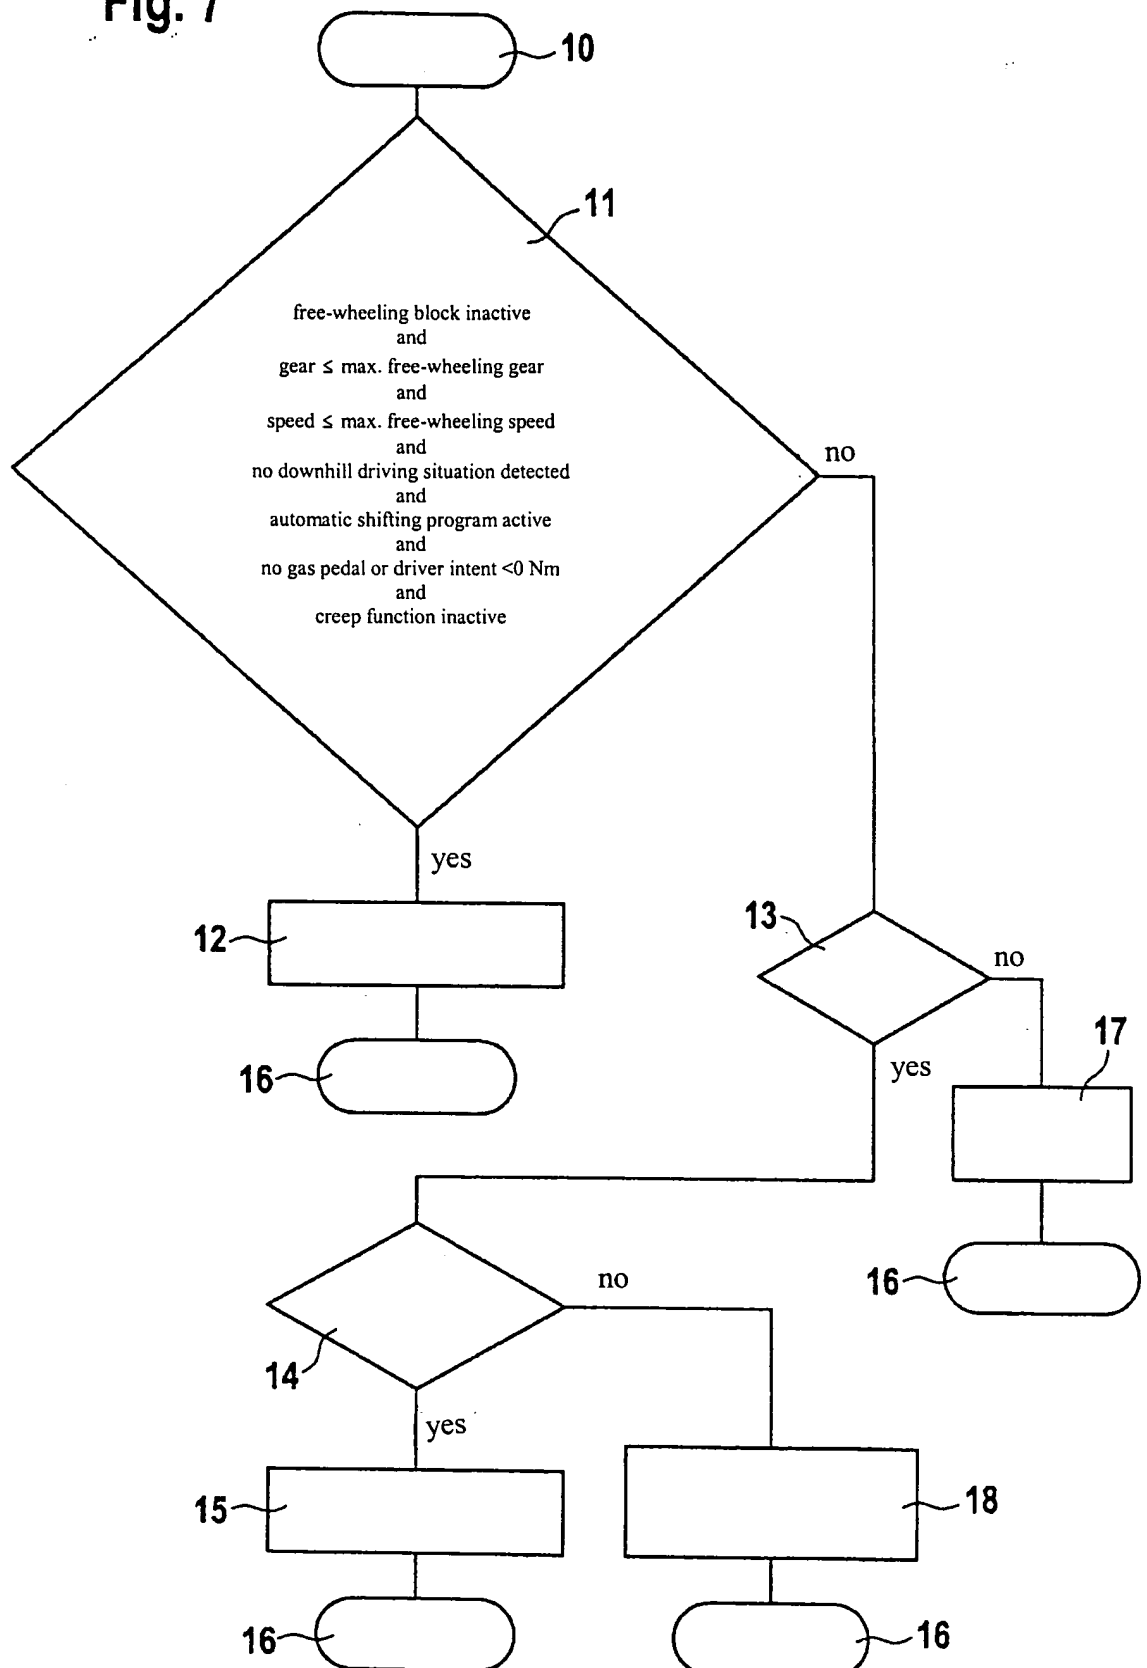 Fig. 7
10
11
free-wheeling block inactive
and
gear ≤ max. free-wheeling gear
and
speed ≤ max. free-wheeling speed
and
no downhill driving situation detected
and
automatic shifting program active
and
no gas pedal or driver intent <0 Nm
and
creep function inactive
no
yes
12
13
no
16
yes
17
16
no
14
yes
15
18
16
16